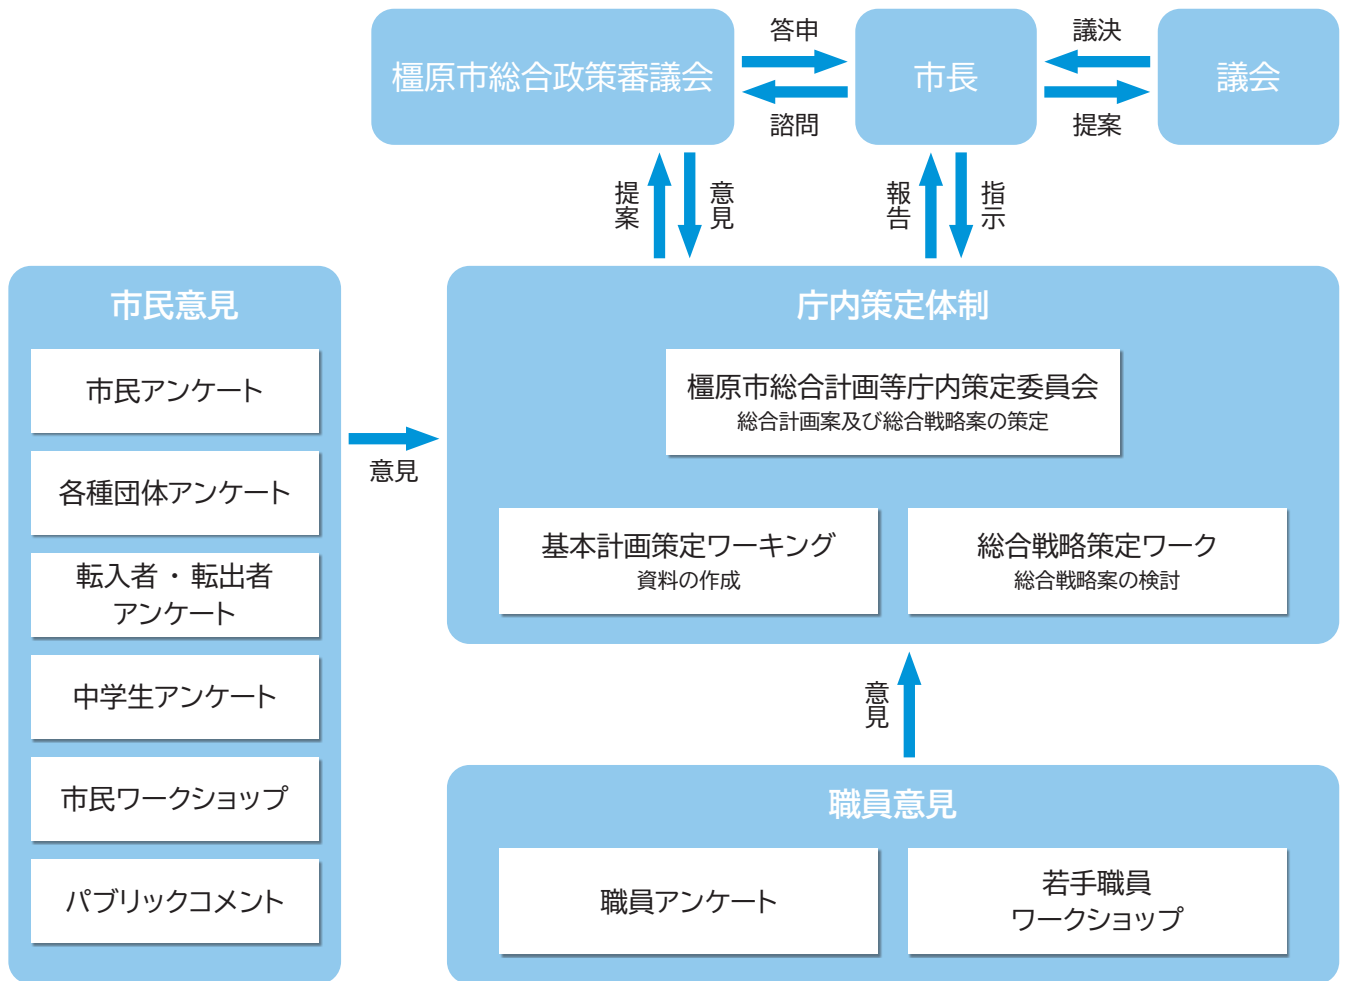 橿原市総合政策審議会
答申
諮問
市長
議決
提案
議会
提案
意見
報告
指示
市民意見
市民アンケート
各種団体アンケート
転入者・転出者
アンケート
中学生アンケート
市民ワークショップ
パブリックコメント
意見
庁内策定体制
橿原市総合計画等庁内策定委員会
総合計画案及び総合戦略案の策定
基本計画策定ワーキング
資料の作成
総合戦略策定ワーク
総合戦略案の検討
意見
職員意見
職員アンケート
若手職員
ワークショップ